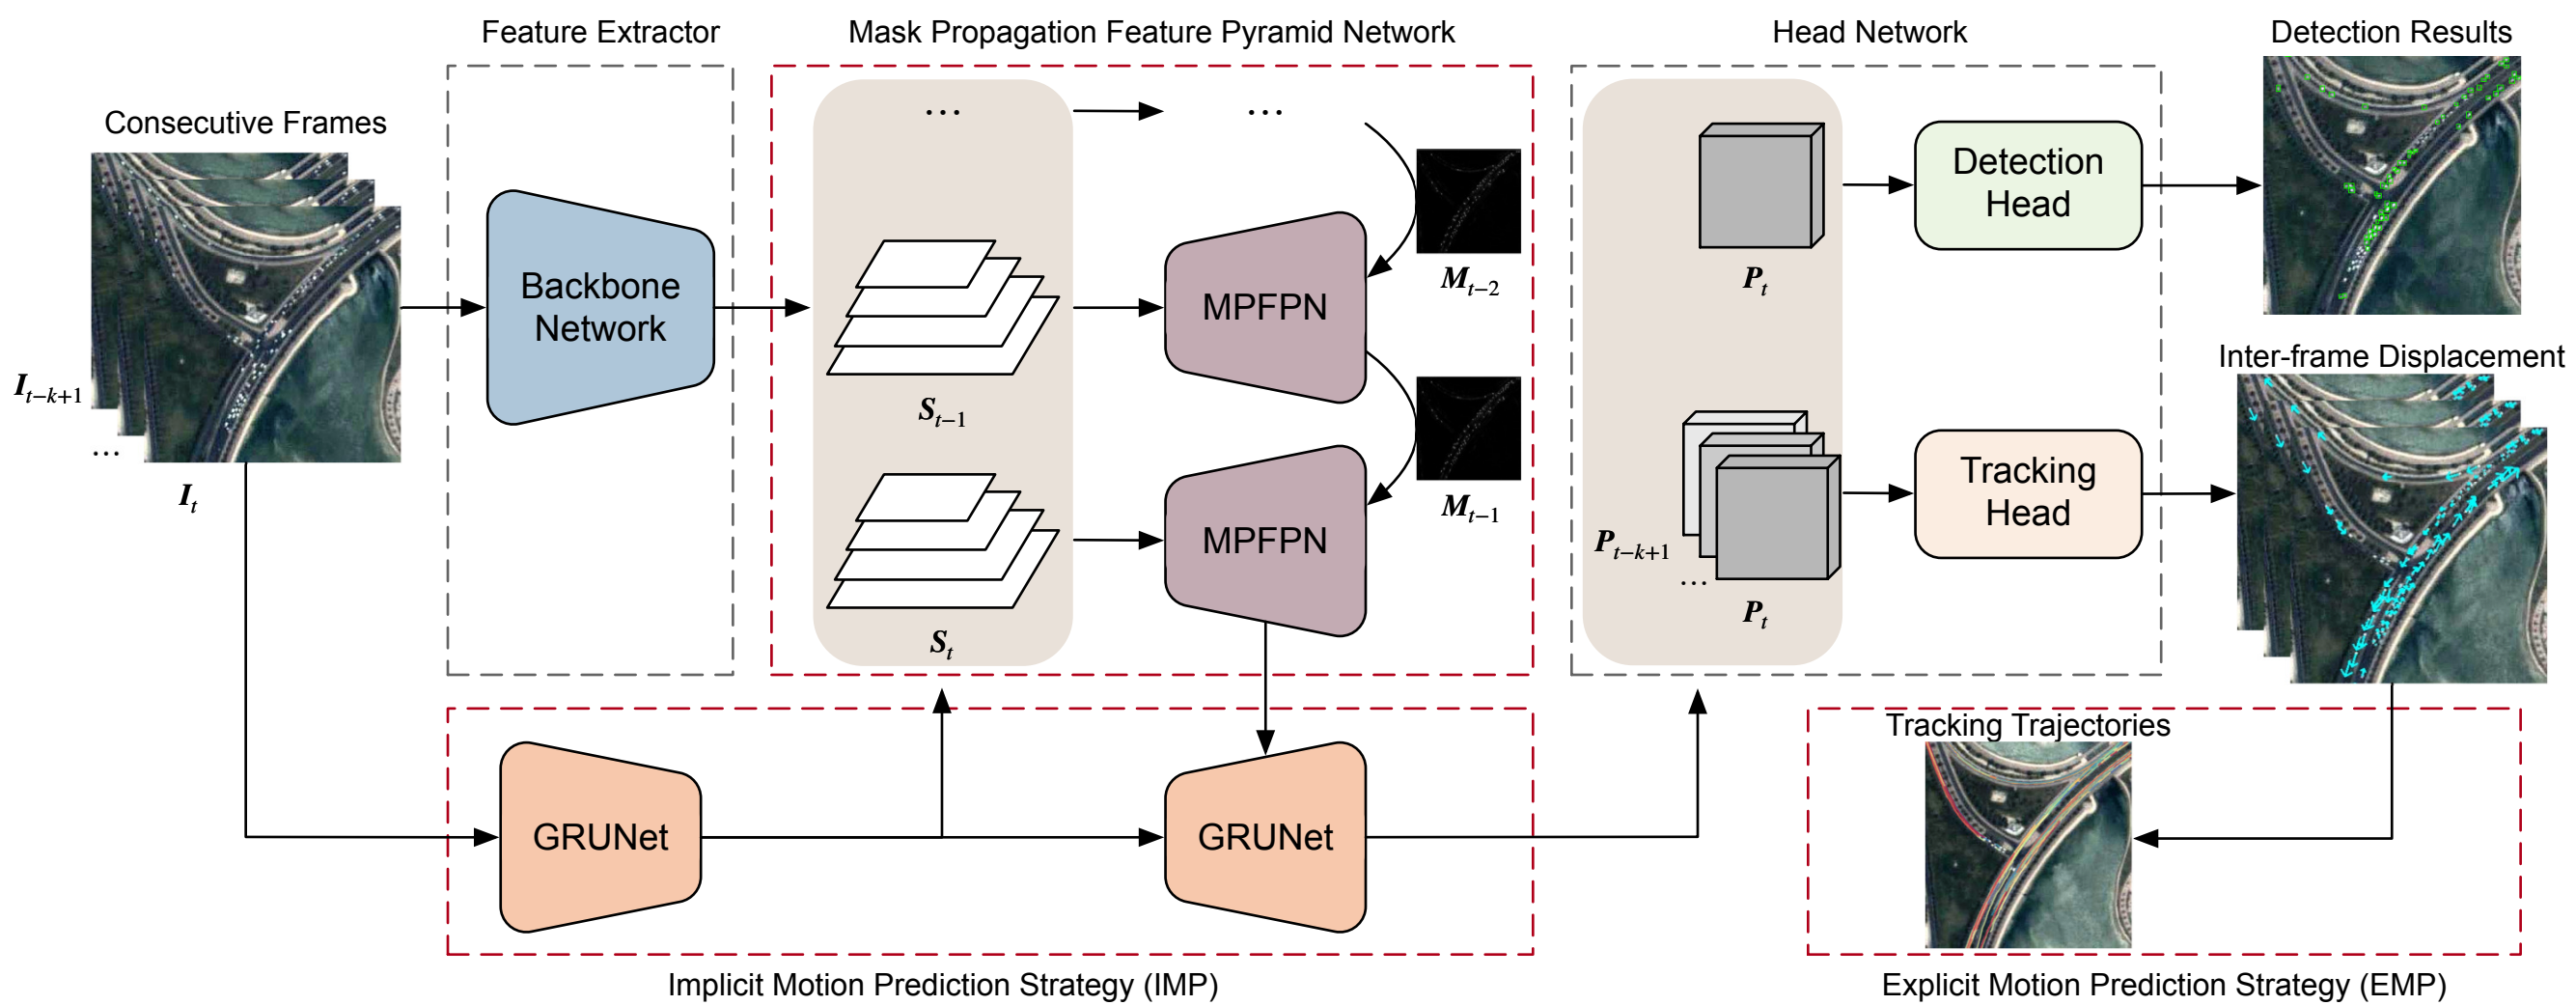 Feature Extractor
Mask Propagation Feature Pyramid Network
Head Network
Detection Results
Consecutive Frames
I_{t-k+1}
...
I_t
Backbone
Network
...
...
S_{t-1}
S_t
MPFPN
MPFPN
M_{t-2}
M_{t-1}
P_t
P_{t-k+1}
...
P_t
Detection
Head
Tracking
Head
Inter-frame Displacement
GRUNet
GRUNet
Implicit Motion Prediction Strategy (IMP)
Tracking Trajectories
Explicit Motion Prediction Strategy (EMP)